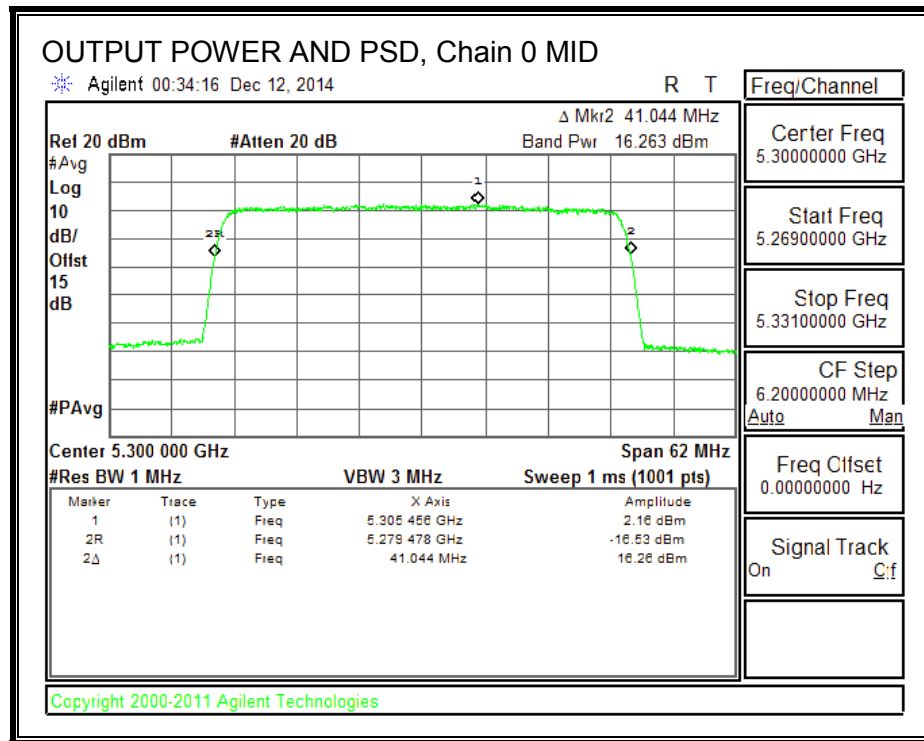 OUTPUT POWER AND PSD, Chain 0 MID
Agilent 00:34:16 Dec 12, 2014
R T
Freq/Channel
Δ Mkr2 41.044 MHz
Ref 20 dBm #Atten 20 dB Band Pwr 16.263 dBm
#Avg
Log
10
dB/
Offst
15
dB
1
2R
2
#PAvg
Center 5.300 000 GHz Span 62 MHz
#Res BW 1 MHz VBW 3 MHz Sweep 1 ms (1001 pts)
Marker Trace Type X Axis Amplitude
1 (1) Freq 5.305 456 GHz 2.16 dBm
2R (1) Freq 5.279 478 GHz -16.53 dBm
2Δ (1) Freq 41.044 MHz 16.26 dBm
Center Freq
5.30000000 GHz
Start Freq
5.26900000 GHz
Stop Freq
5.33100000 GHz
CF Step
6.20000000 MHz
Auto Man
Freq Offset
0.00000000 Hz
Signal Track
On Off
Copyright 2000-2011 Agilent Technologies